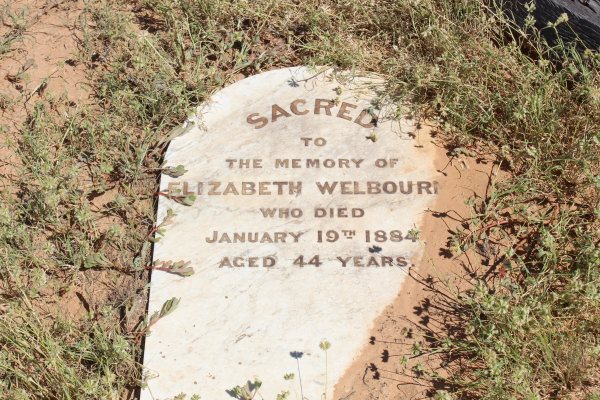 SACRED
TO
THE MEMORY OF
ELIZABETH WELBOURN
WHO DIED
JANUARY 19TH 1884
AGED 44 YEARS